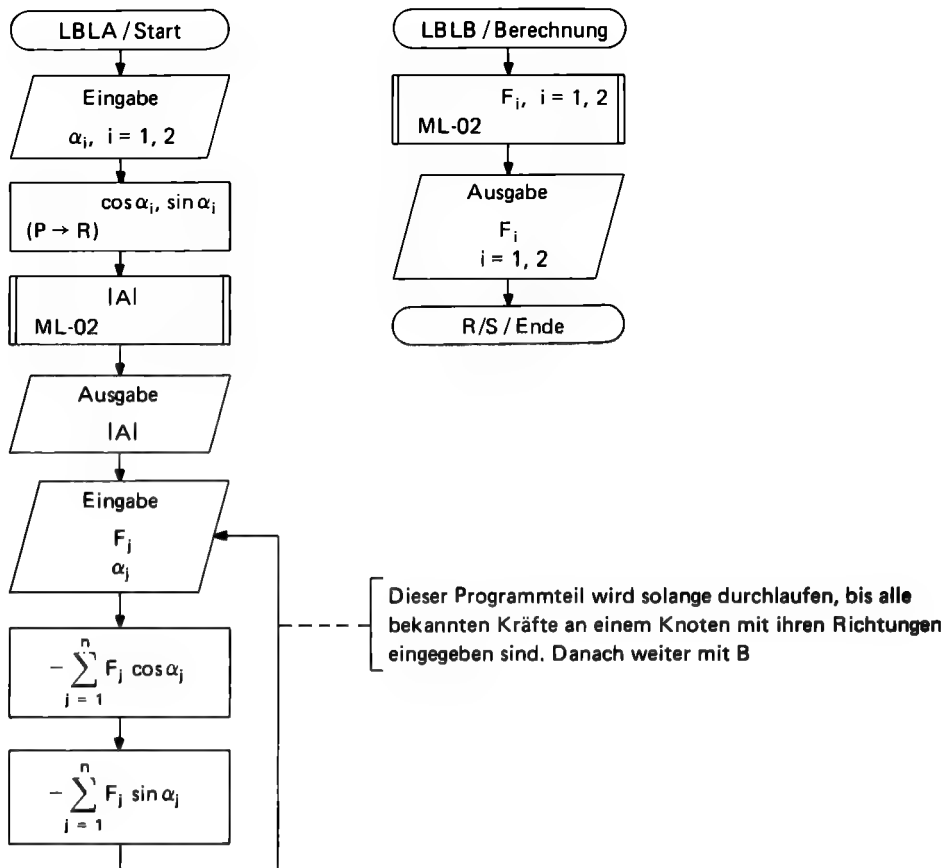 LBLA / Start
Eingabe
αᵢ, i = 1, 2
cos αᵢ, sin αᵢ
(P → R)
|A|
ML-02
Ausgabe
|A|
Eingabe
Fⱼ
αⱼ
− ∑ⁿⱼ₌₁ Fⱼ cos αⱼ
− ∑ⁿⱼ₌₁ Fⱼ sin αⱼ
LBLB / Berechnung
Fᵢ, i = 1, 2
ML-02
Ausgabe
Fᵢ
i = 1, 2
R/S / Ende
Dieser Programmteil wird solange durchlaufen, bis alle
bekannten Kräfte an einem Knoten mit ihren Richtungen
eingegeben sind. Danach weiter mit B